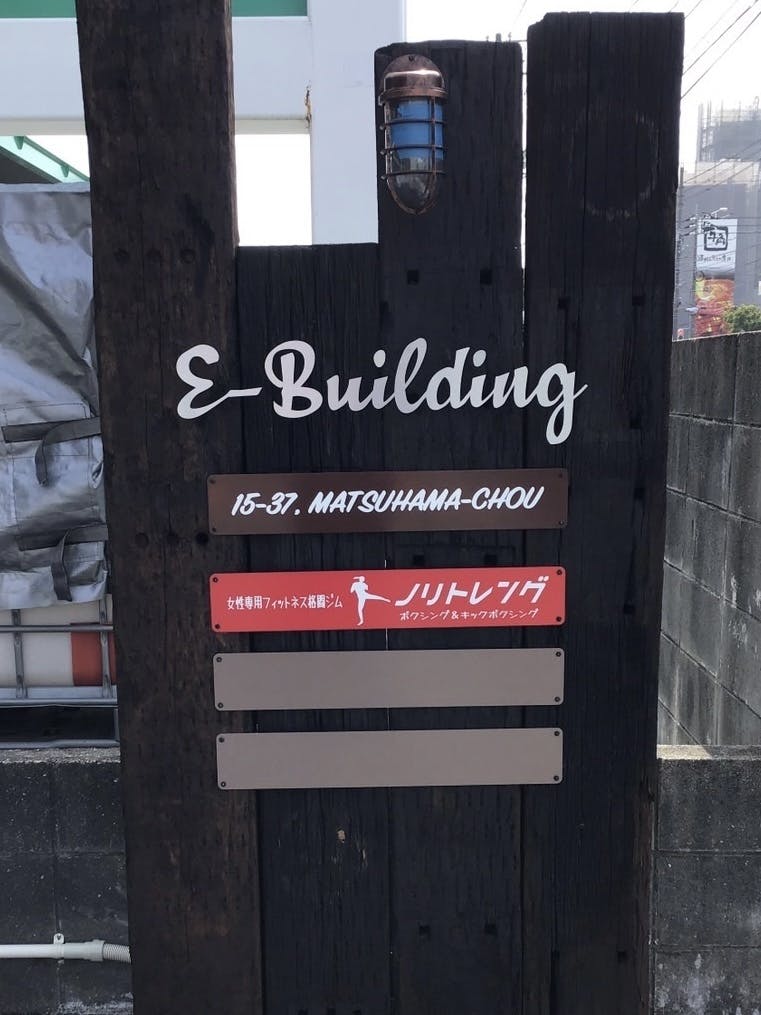 E-Building
15-37. MATSUHAMA-CHOU
女性専用フィットネス格闘ジム
ノリトレング
ボクシング&キックボクシング
牛角